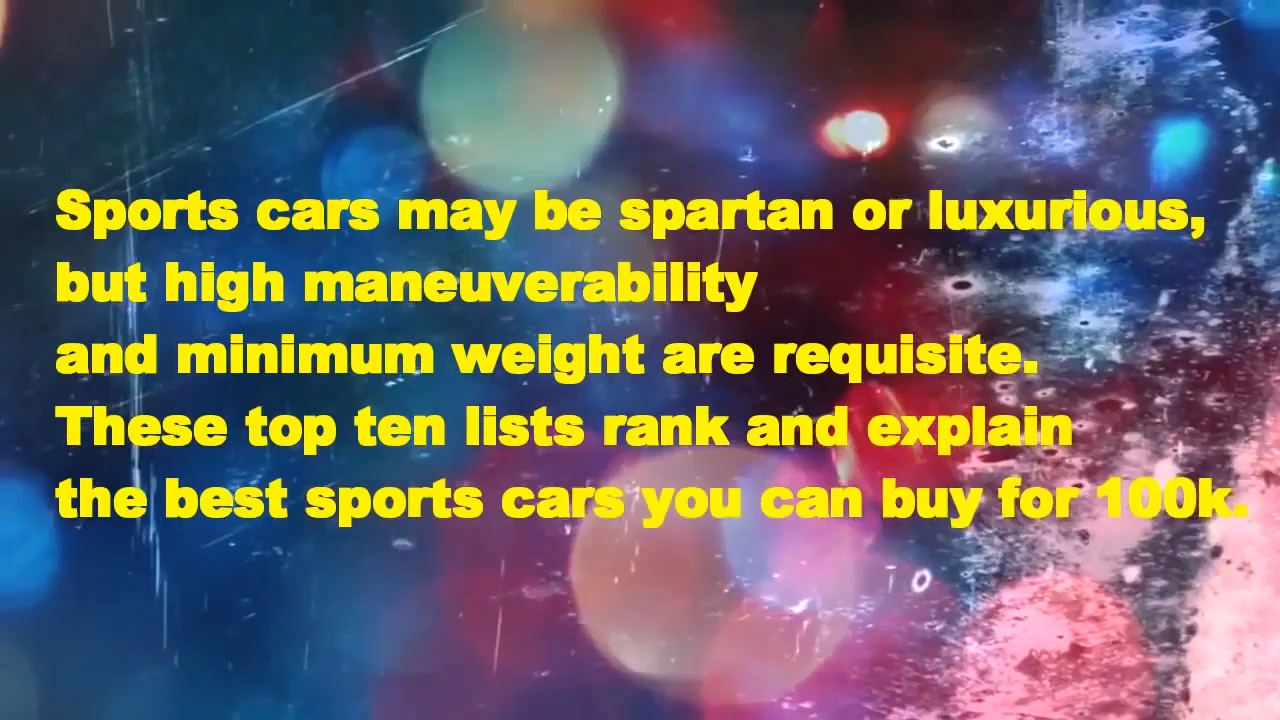 Sports cars may be spartan or luxurious,
but high maneuverability
and minimum weight are requisite.
These top ten lists rank and explain
the best sports cars you can buy for 100k.